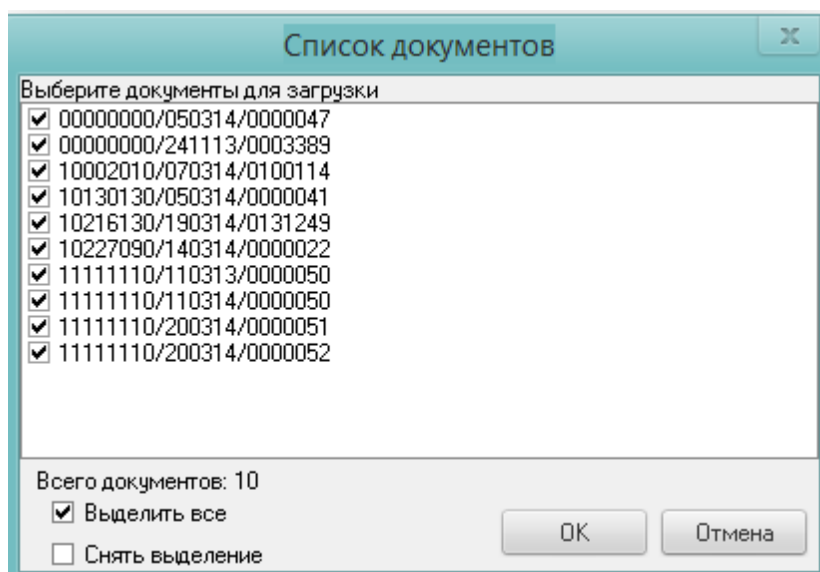 Список документов
Выберите документы для загрузки
00000000/050314/0000047
00000000/241113/0003389
10002010/070314/0100114
10130130/050314/0000041
10216130/190314/0131249
10227090/140314/0000022
11111110/110313/0000050
11111110/110314/0000050
11111110/200314/0000051
11111110/200314/0000052
Всего документов: 10
Выделить все
Снять выделение
OK
Отмена